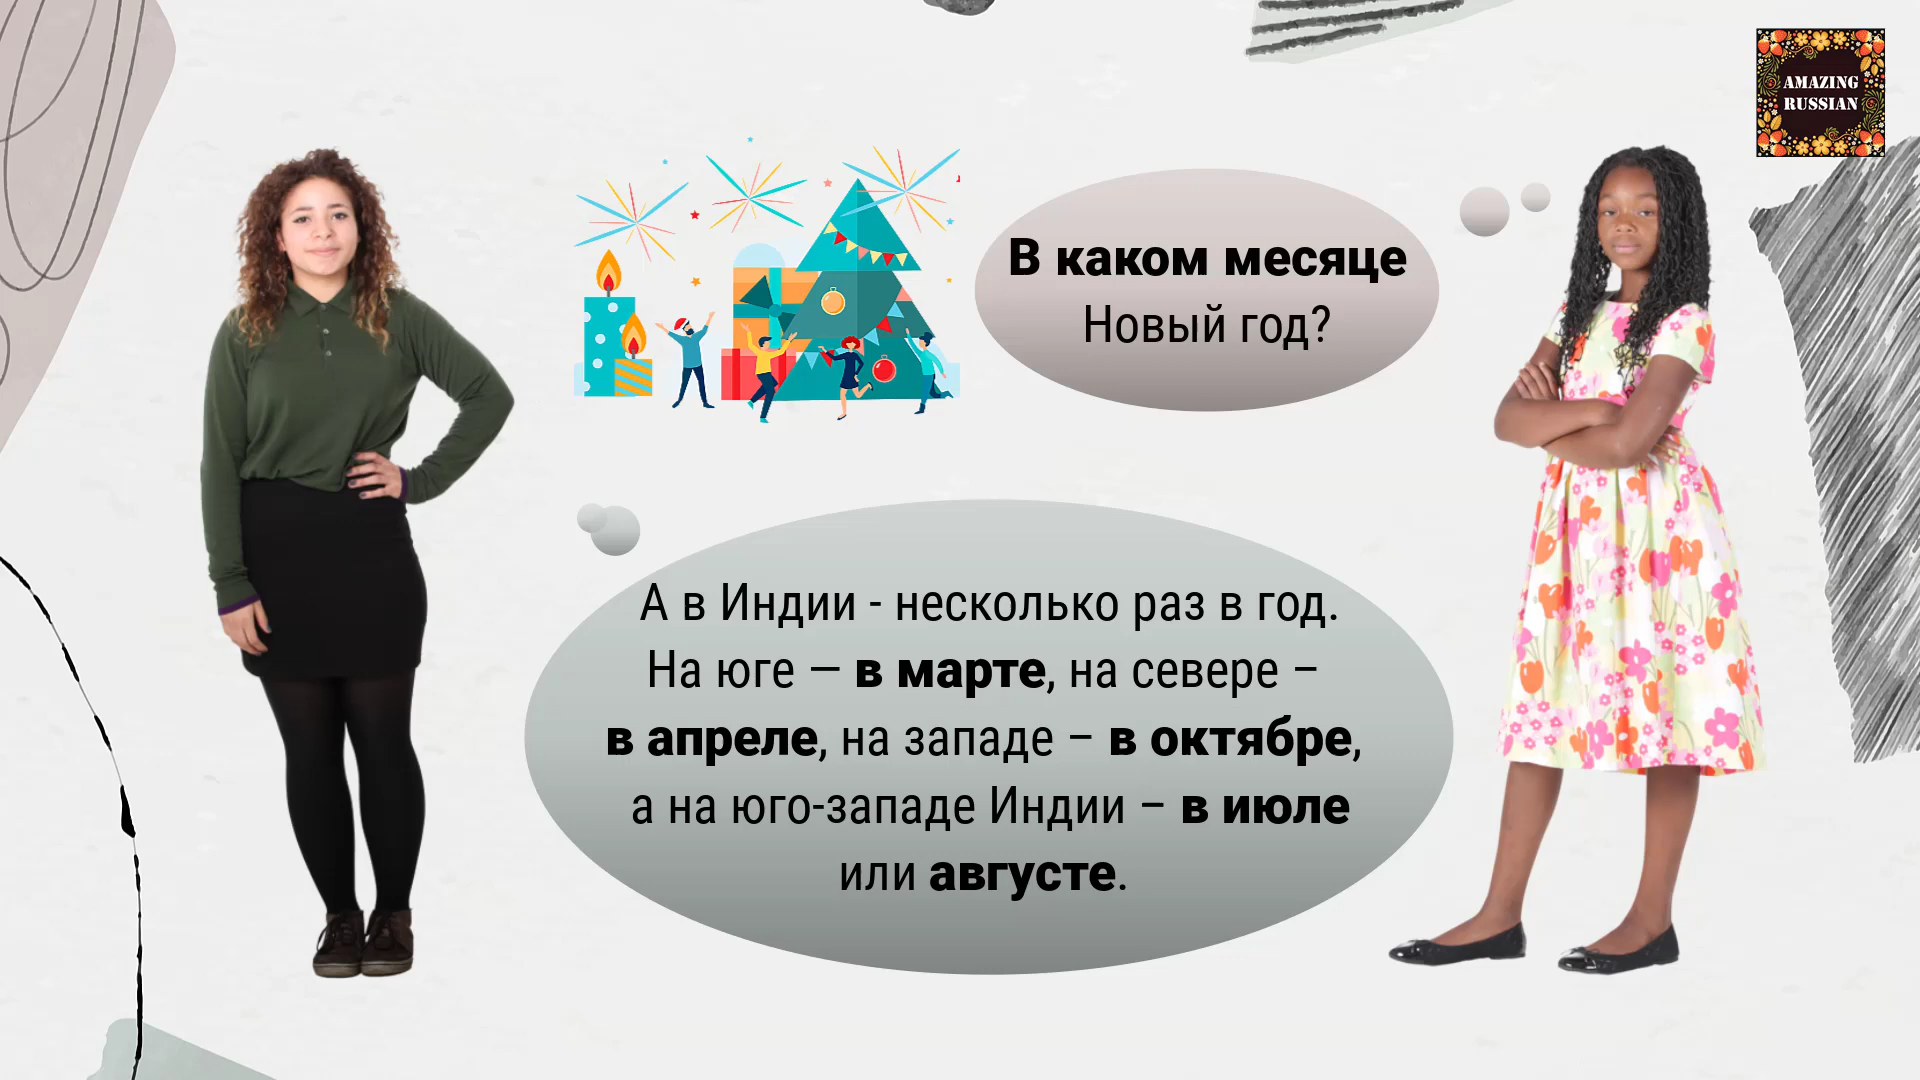 AMAZING
RUSSIAN
В каком месяце
Новый год?
А в Индии - несколько раз в год.
На юге — в марте, на севере –
в апреле, на западе – в октябре,
а на юго-западе Индии – в июле
или августе.